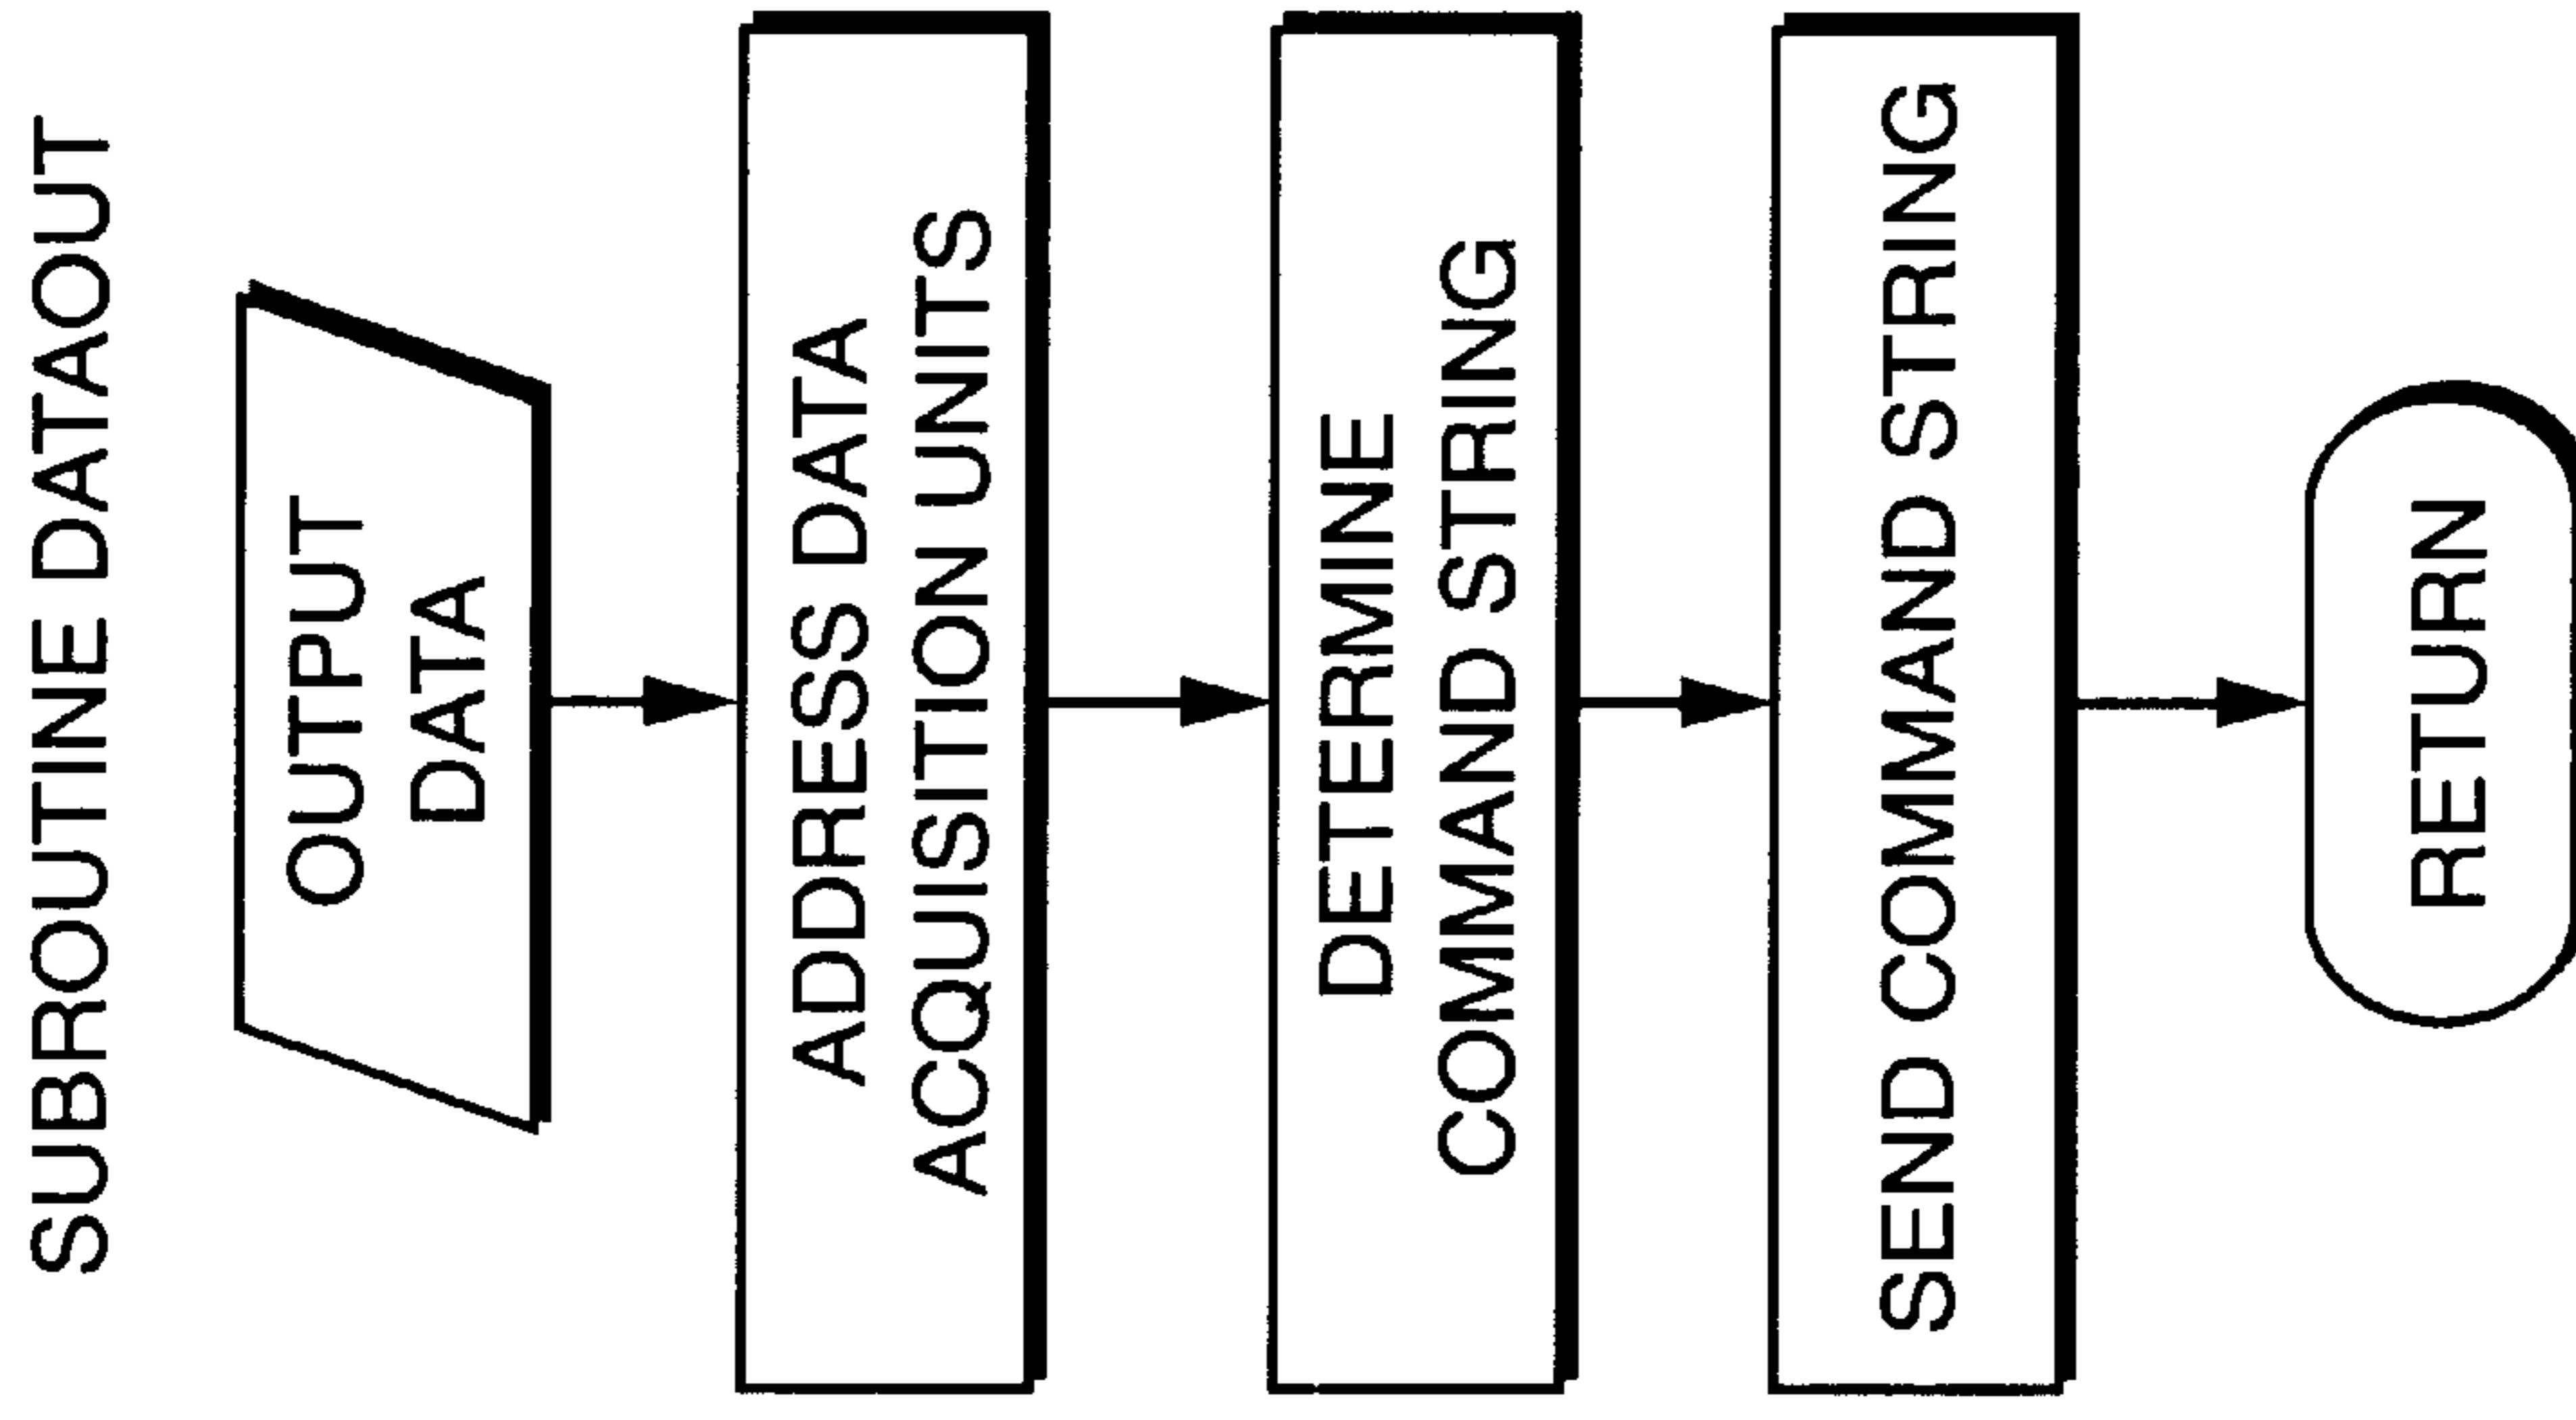 SUBROUTINE DATAOUT
OUTPUT
DATA
ADDRESS DATA
ACQUISITION UNITS
DETERMINE
COMMAND STRING
SEND COMMAND STRING
RETURN